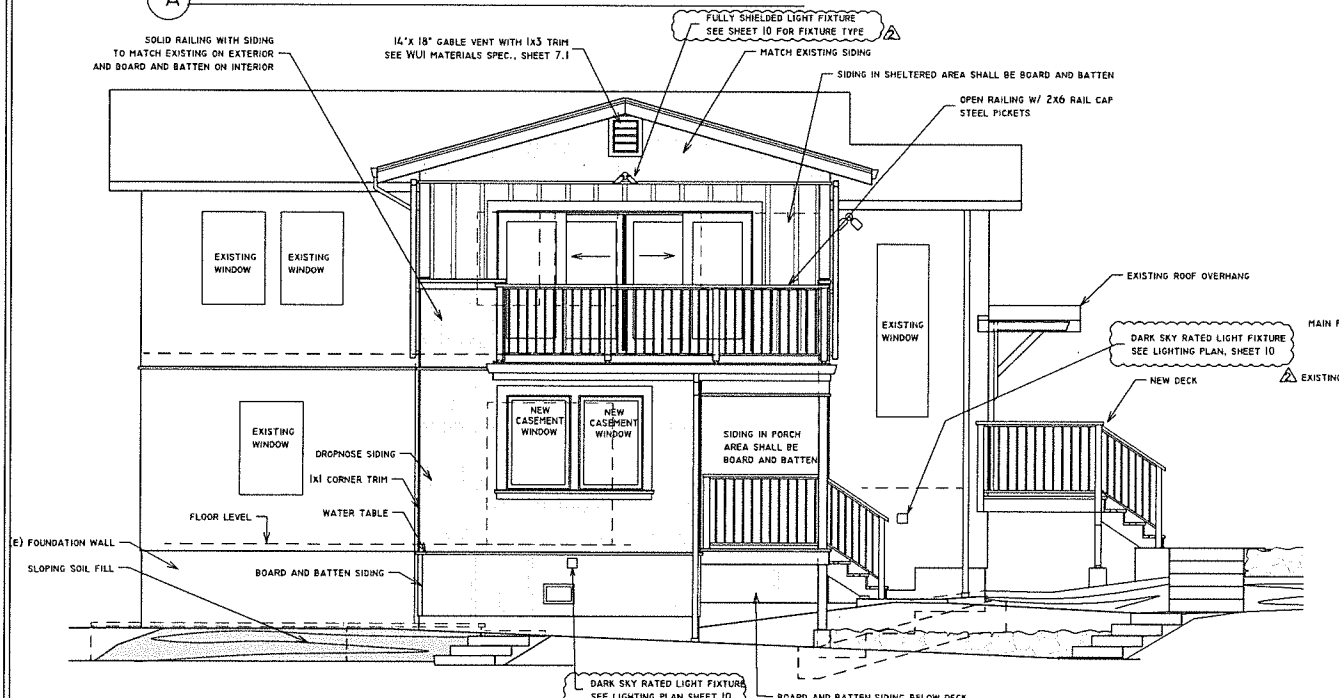 A
SOLID RAILING WITH SIDING
TO MATCH EXISTING ON EXTERIOR
AND BOARD AND BATTEN ON INTERIOR
14"x 18" GABLE VENT WITH 1x3 TRIM
SEE WUI MATERIALS SPEC., SHEET 7.1
FULLY SHIELDED LIGHT FIXTURE
SEE SHEET 10 FOR FIXTURE TYPE
2
MATCH EXISTING SIDING
SIDING IN SHELTERED AREA SHALL BE BOARD AND BATTEN
OPEN RAILING W/ 2x6 RAIL CAP
STEEL PICKETS
EXISTING
WINDOW
EXISTING
WINDOW
EXISTING
WINDOW
EXISTING ROOF OVERHANG
MAIN F
DARK SKY RATED LIGHT FIXTURE
SEE LIGHTING PLAN, SHEET 10
2
EXISTING
NEW DECK
EXISTING
WINDOW
NEW
CASEMENT
WINDOW
NEW
CASEMENT
WINDOW
SIDING IN PORCH
AREA SHALL BE
BOARD AND BATTEN
DROPNOSE SIDING
1x1 CORNER TRIM
WATER TABLE
FLOOR LEVEL
(E) FOUNDATION WALL
SLOPING SOIL FILL
BOARD AND BATTEN SIDING
DARK SKY RATED LIGHT FIXTURE
SEE LIGHTING PLAN SHEET 10
BOARD AND BATTEN SIDING BELOW DECK